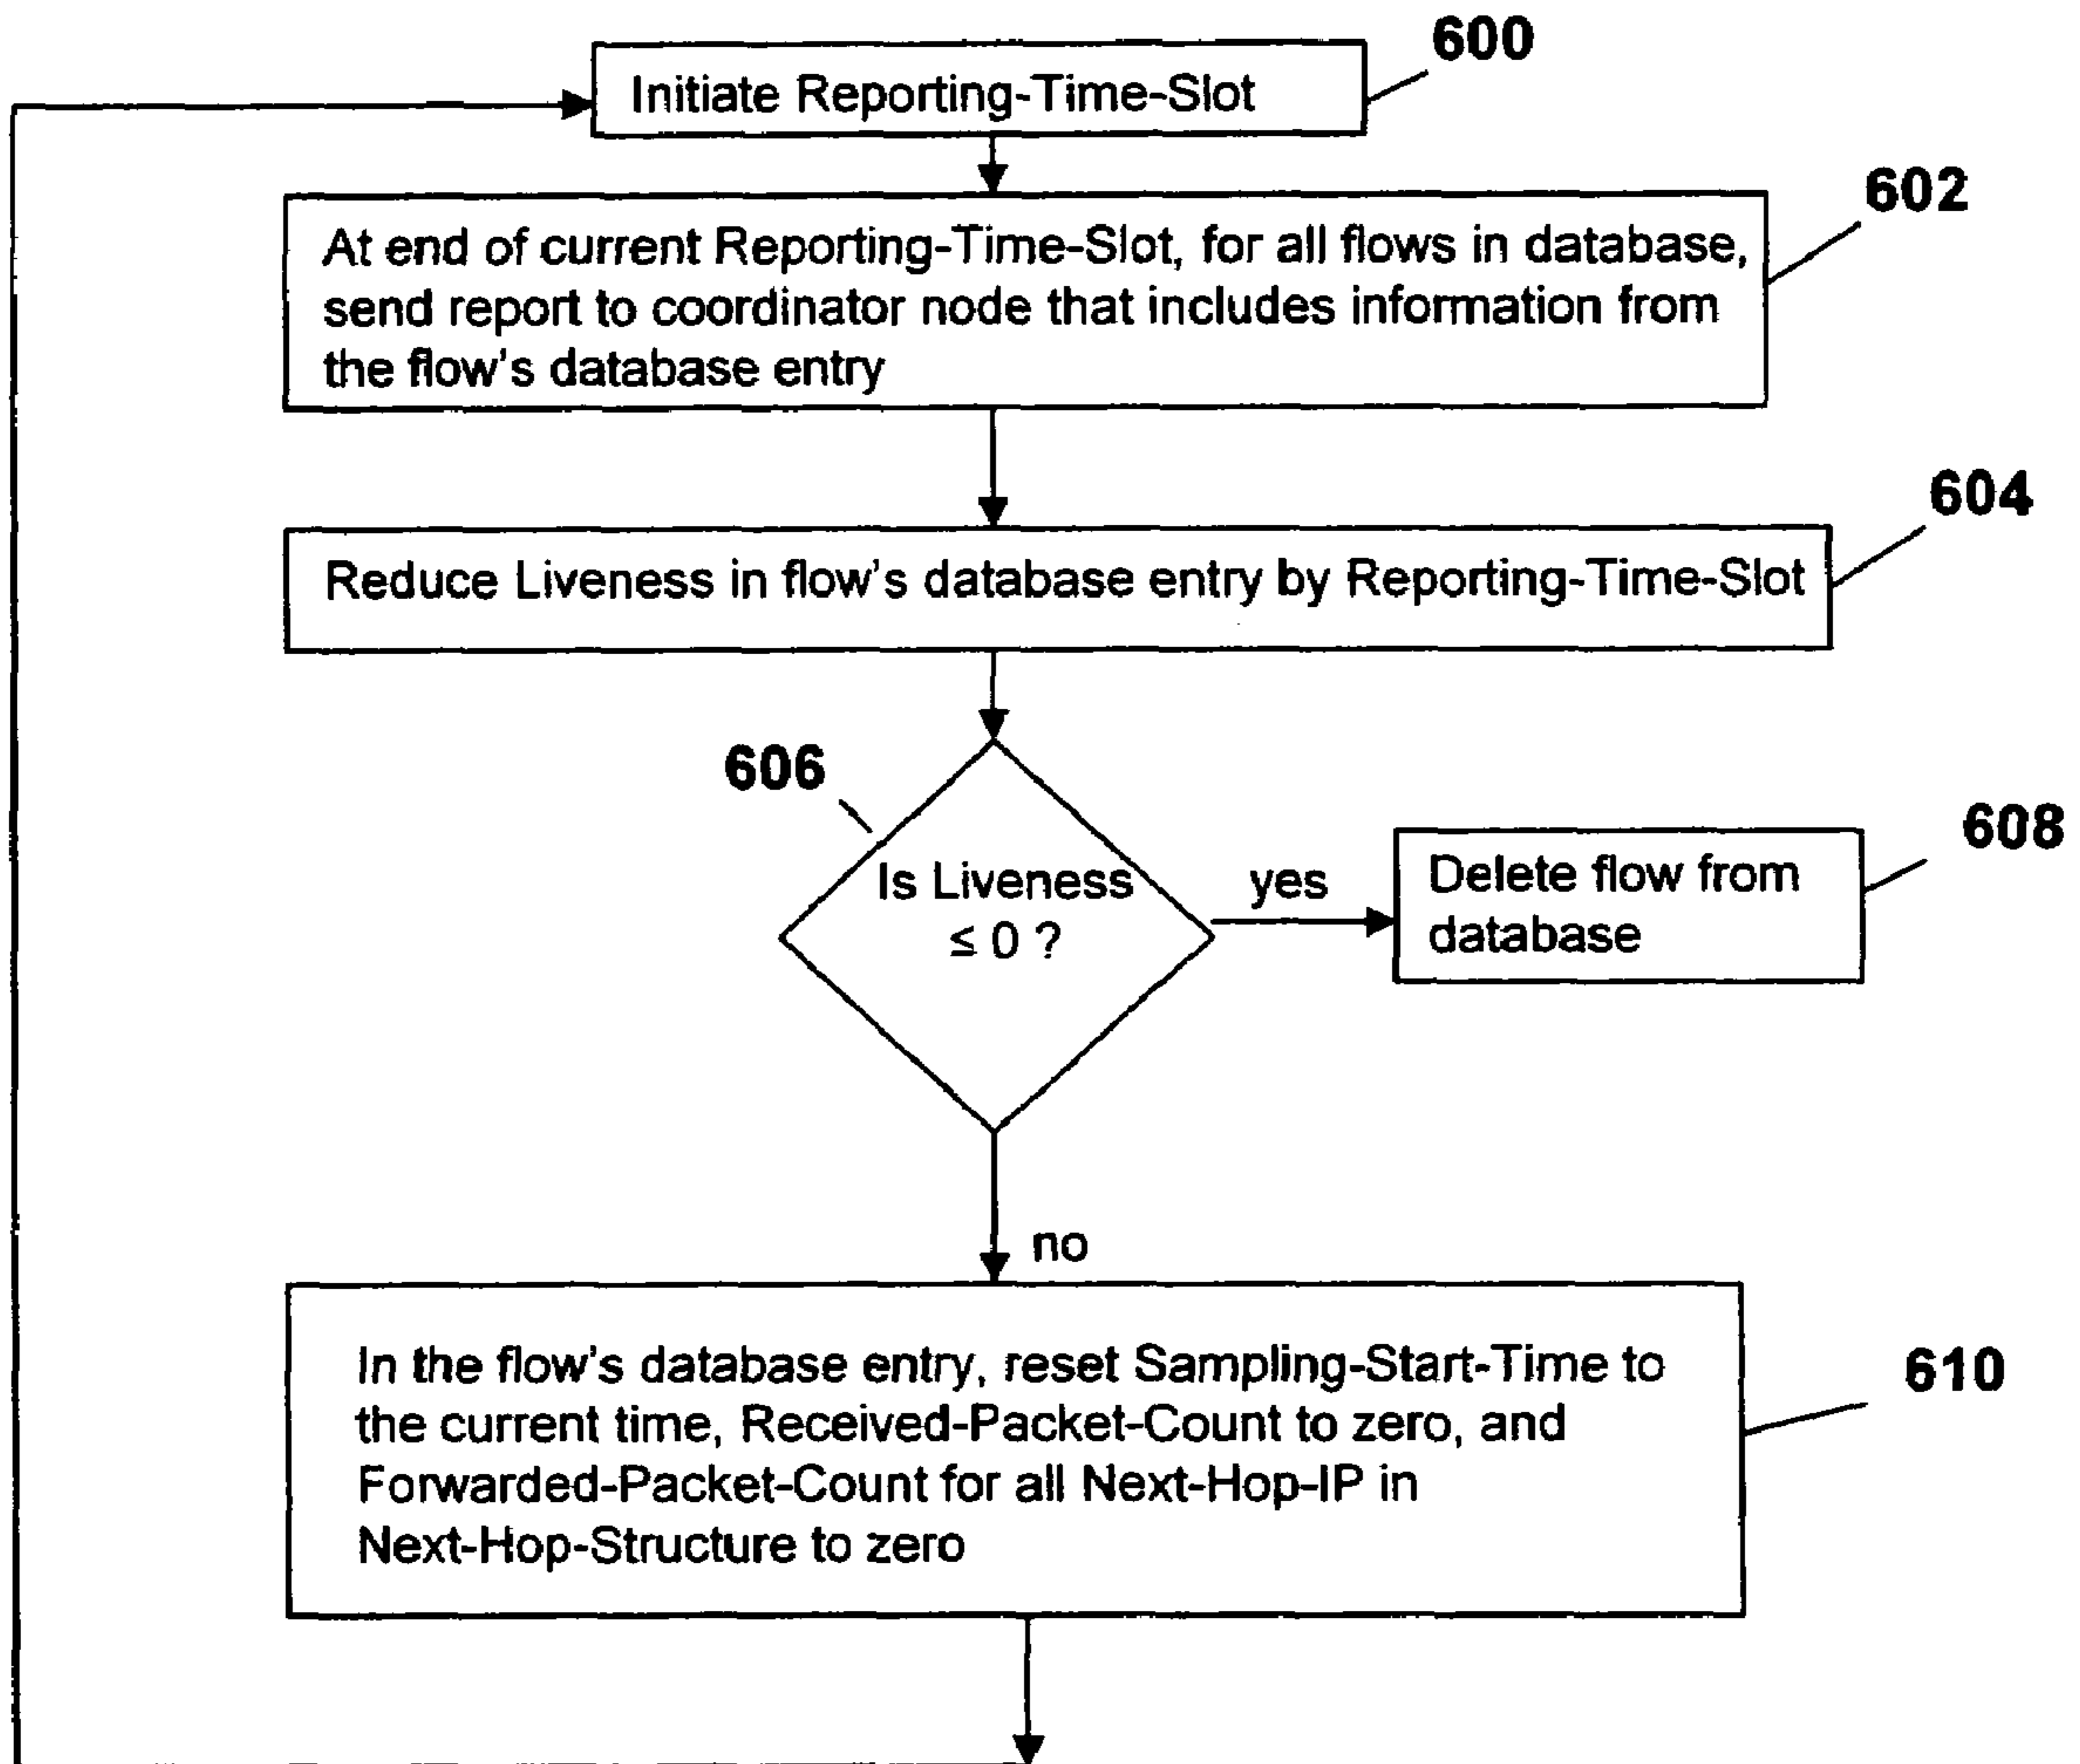 600
Initiate Reporting-Time-Slot
602
At end of current Reporting-Time-Slot, for all flows in database,
send report to coordinator node that includes information from
the flow's database entry
604
Reduce Liveness in flow's database entry by Reporting-Time-Slot
606
Is Liveness
≤ 0 ?
yes
608
Delete flow from
database
no
610
In the flow's database entry, reset Sampling-Start-Time to
the current time, Received-Packet-Count to zero, and
Forwarded-Packet-Count for all Next-Hop-IP in
Next-Hop-Structure to zero